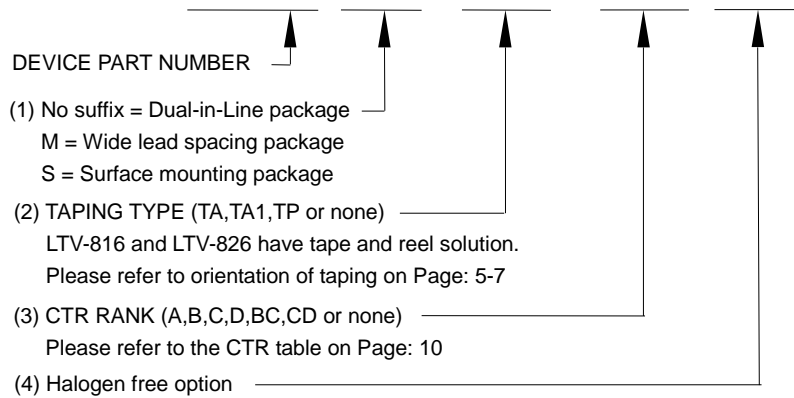 DEVICE PART NUMBER
(1) No suffix = Dual-in-Line package
M = Wide lead spacing package
S = Surface mounting package
(2) TAPING TYPE (TA,TA1,TP or none)
LTV-816 and LTV-826 have tape and reel solution.
Please refer to orientation of taping on Page: 5-7
(3) CTR RANK (A,B,C,D,BC,CD or none)
Please refer to the CTR table on Page: 10
(4) Halogen free option